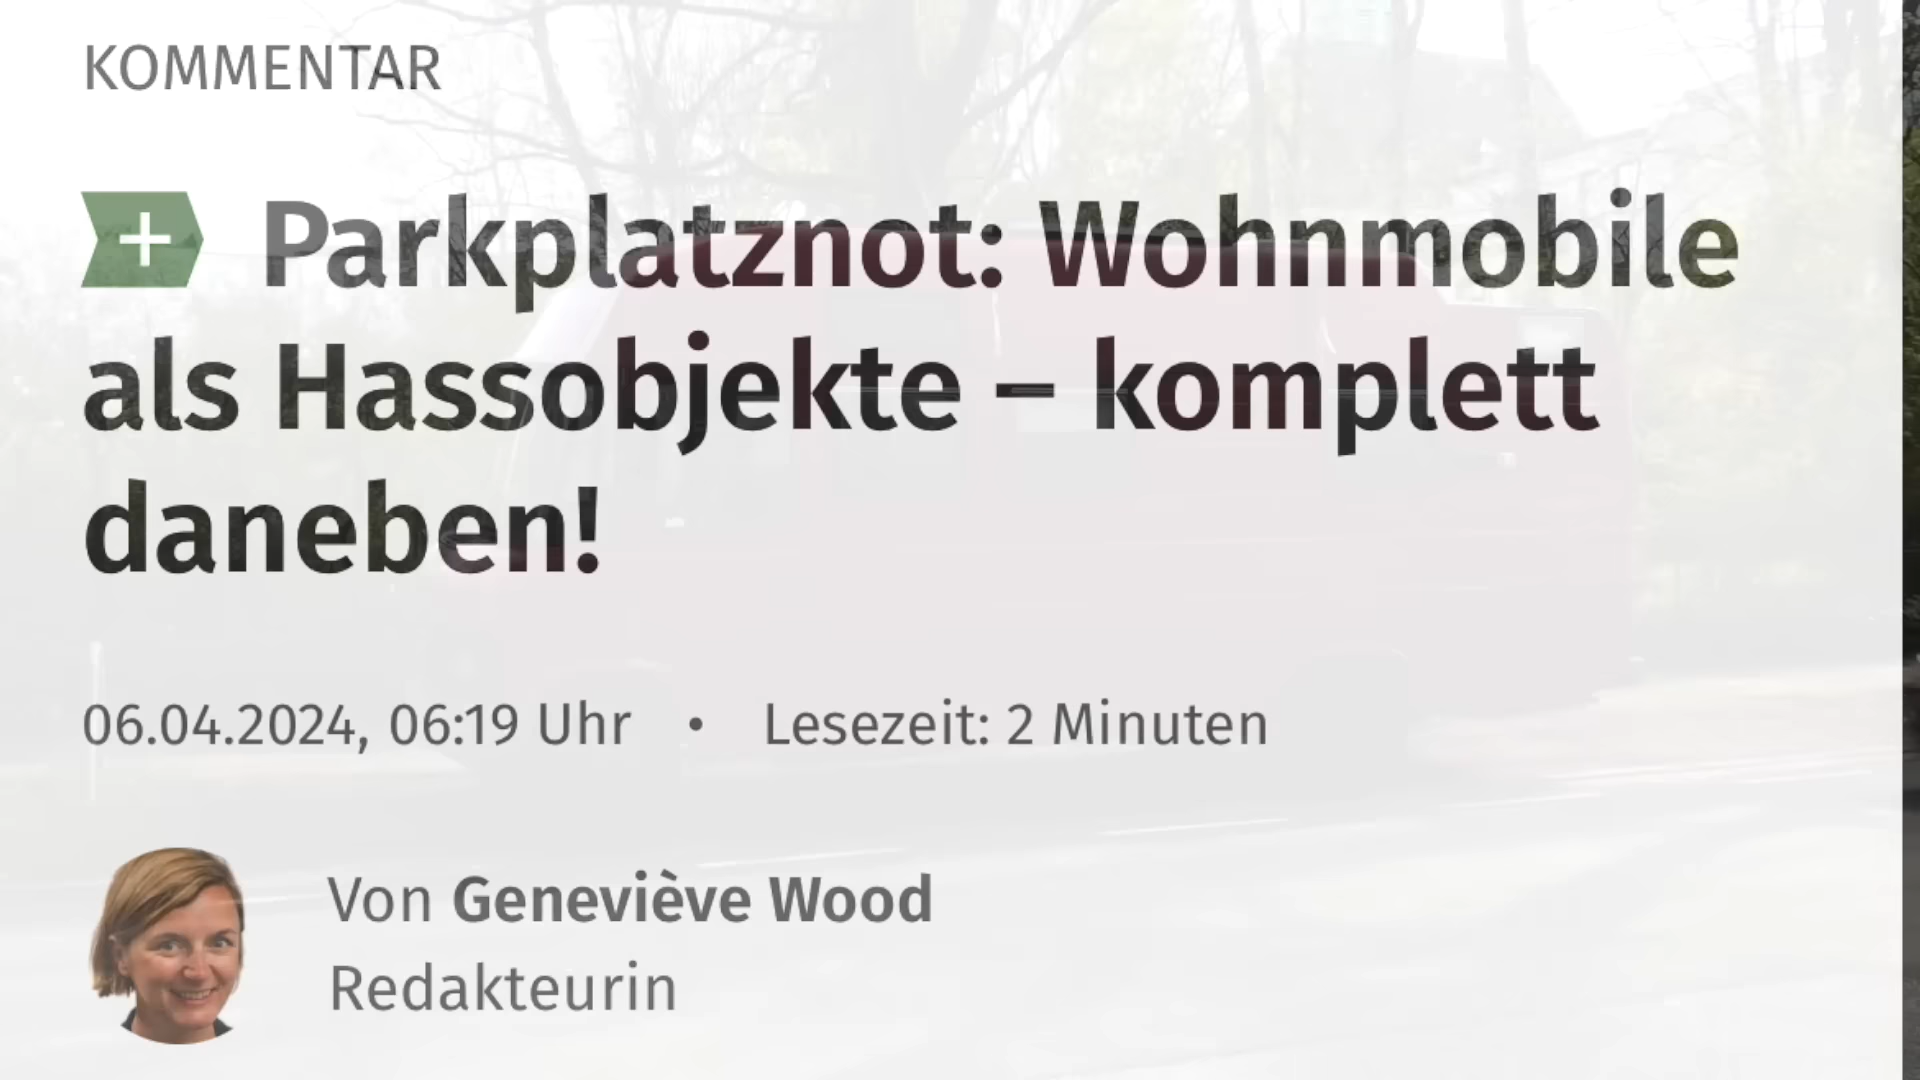 KOMMENTAR
+ Parkplatznot: Wohnmobile
als Hassobjekte – komplett
daneben!
06.04.2024, 06:19 Uhr • Lesezeit: 2 Minuten
Von Geneviève Wood
Redakteurin